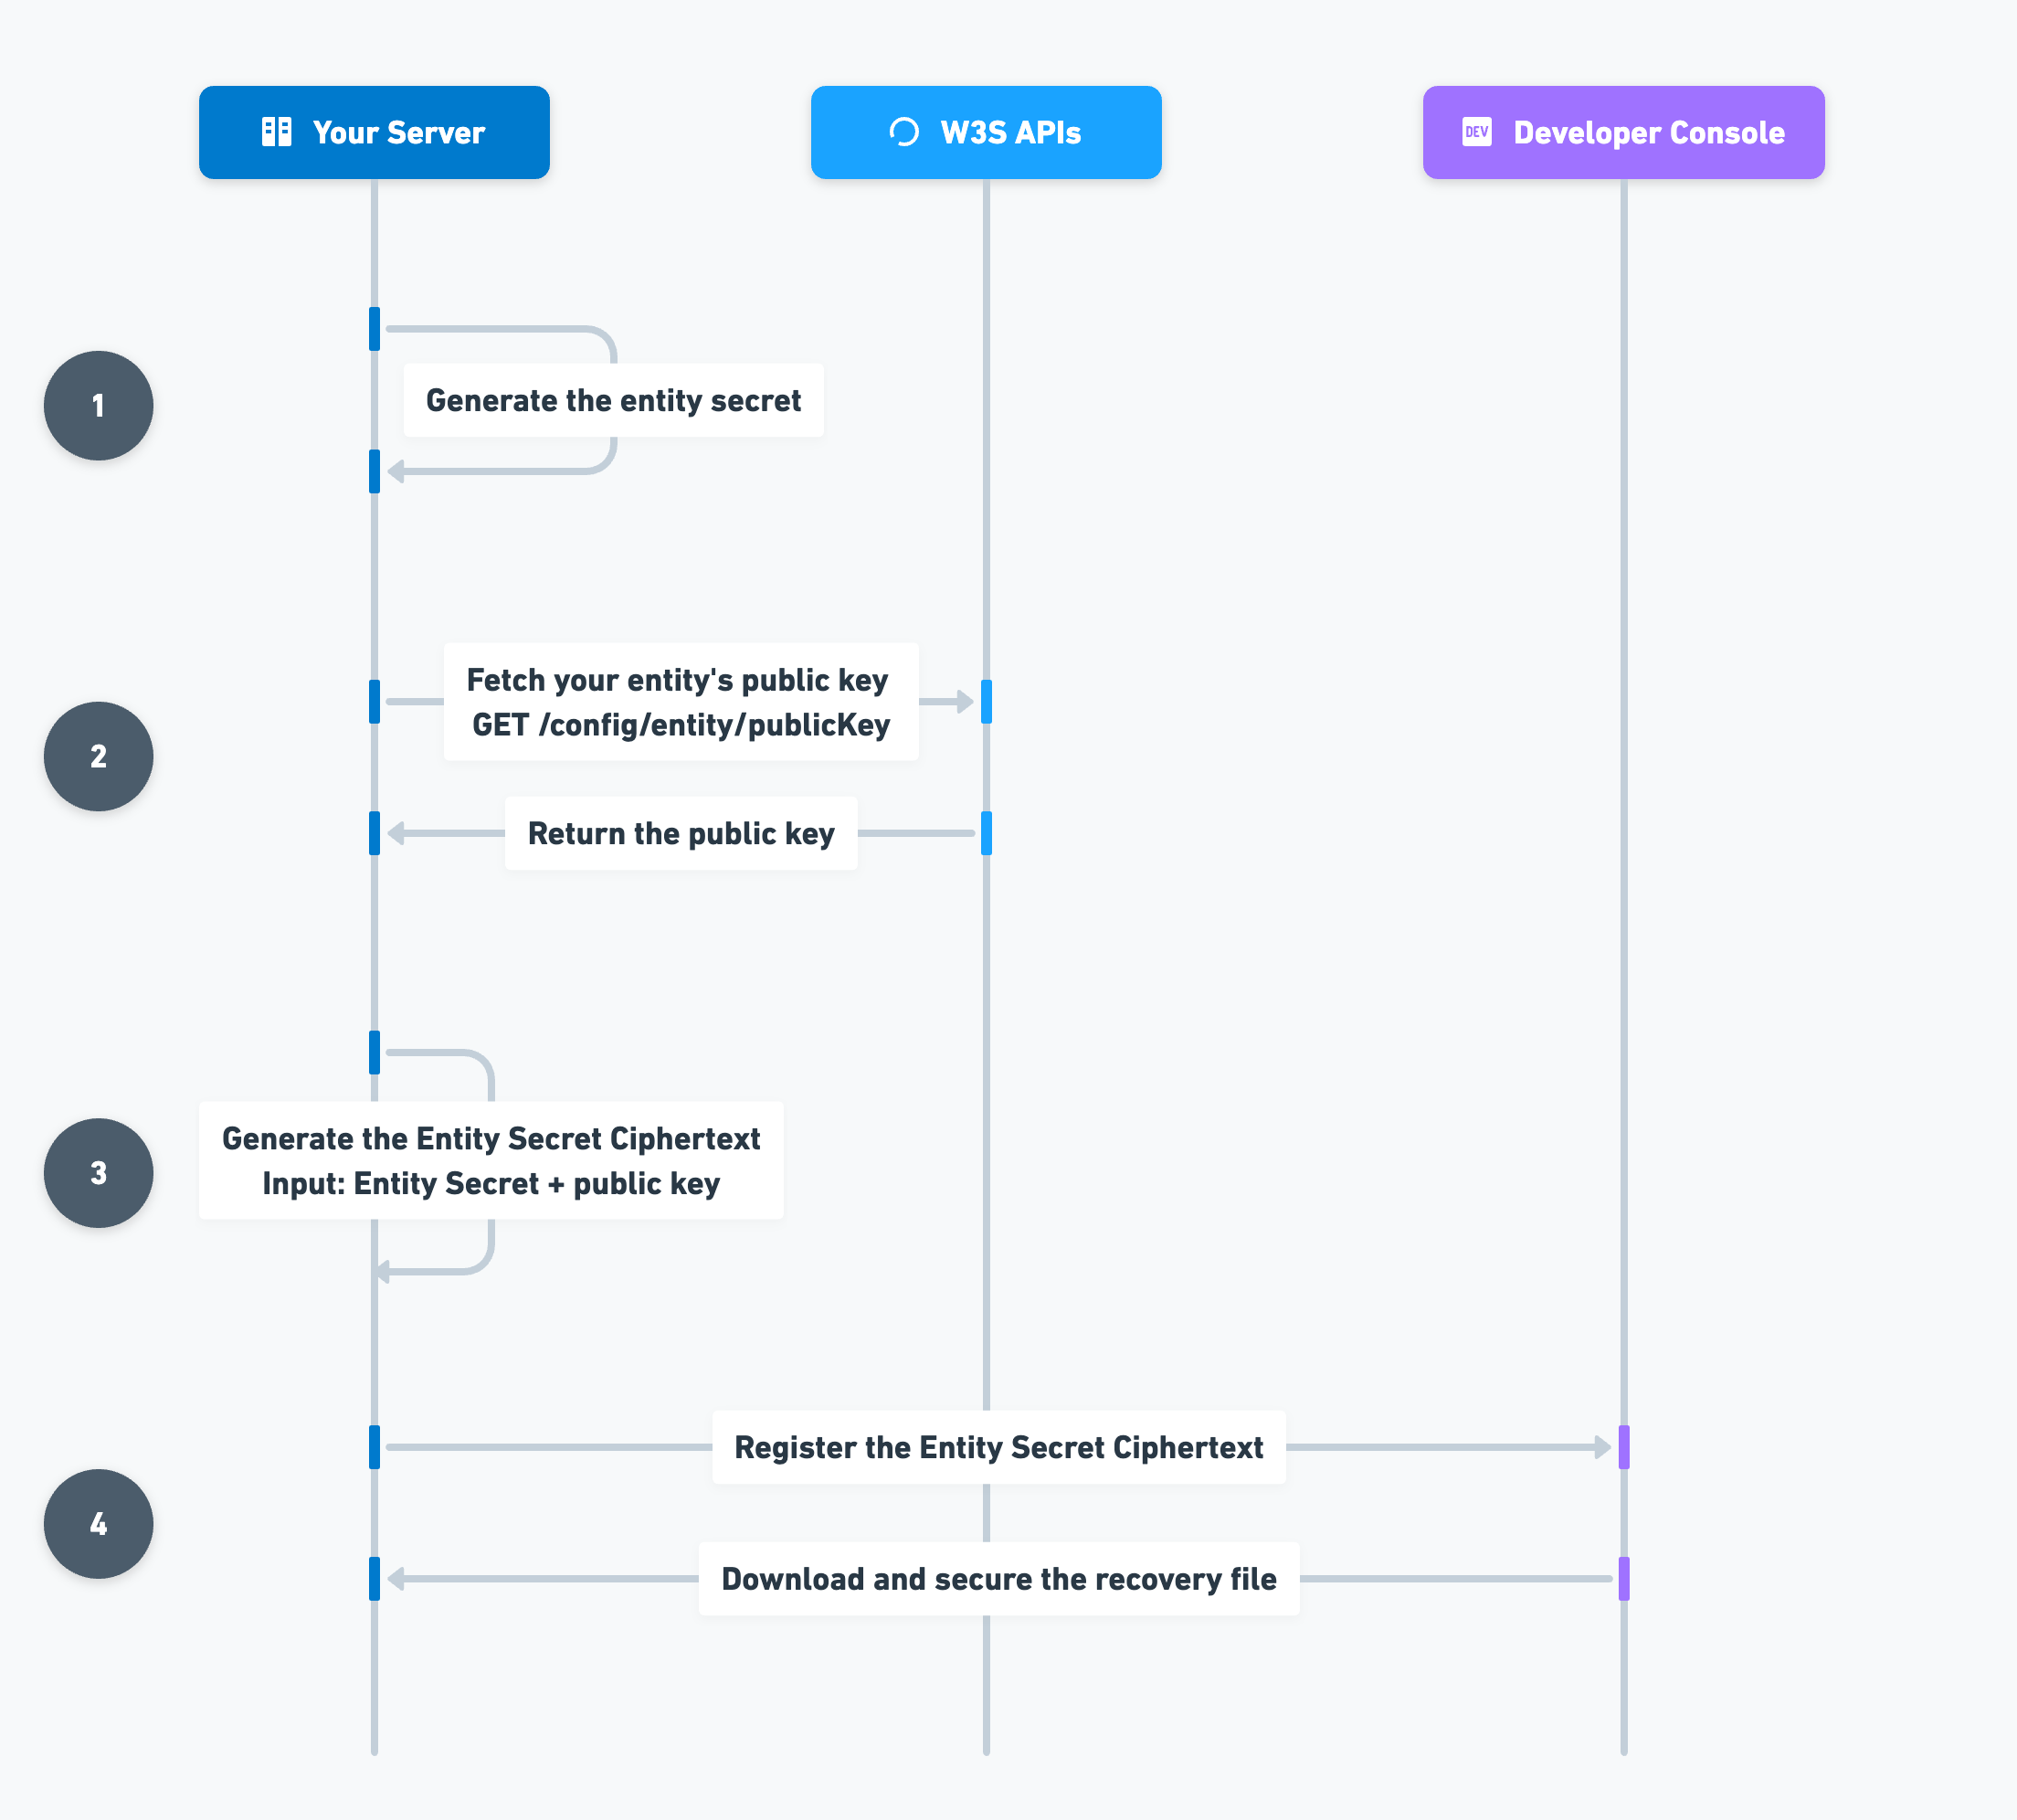 Your Server
W3S APIs
DEV
Developer Console
1
Generate the entity secret
2
Fetch your entity's public key
GET /config/entity/publicKey
Return the public key
3
Generate the Entity Secret Ciphertext
Input: Entity Secret + public key
4
Register the Entity Secret Ciphertext
Download and secure the recovery file